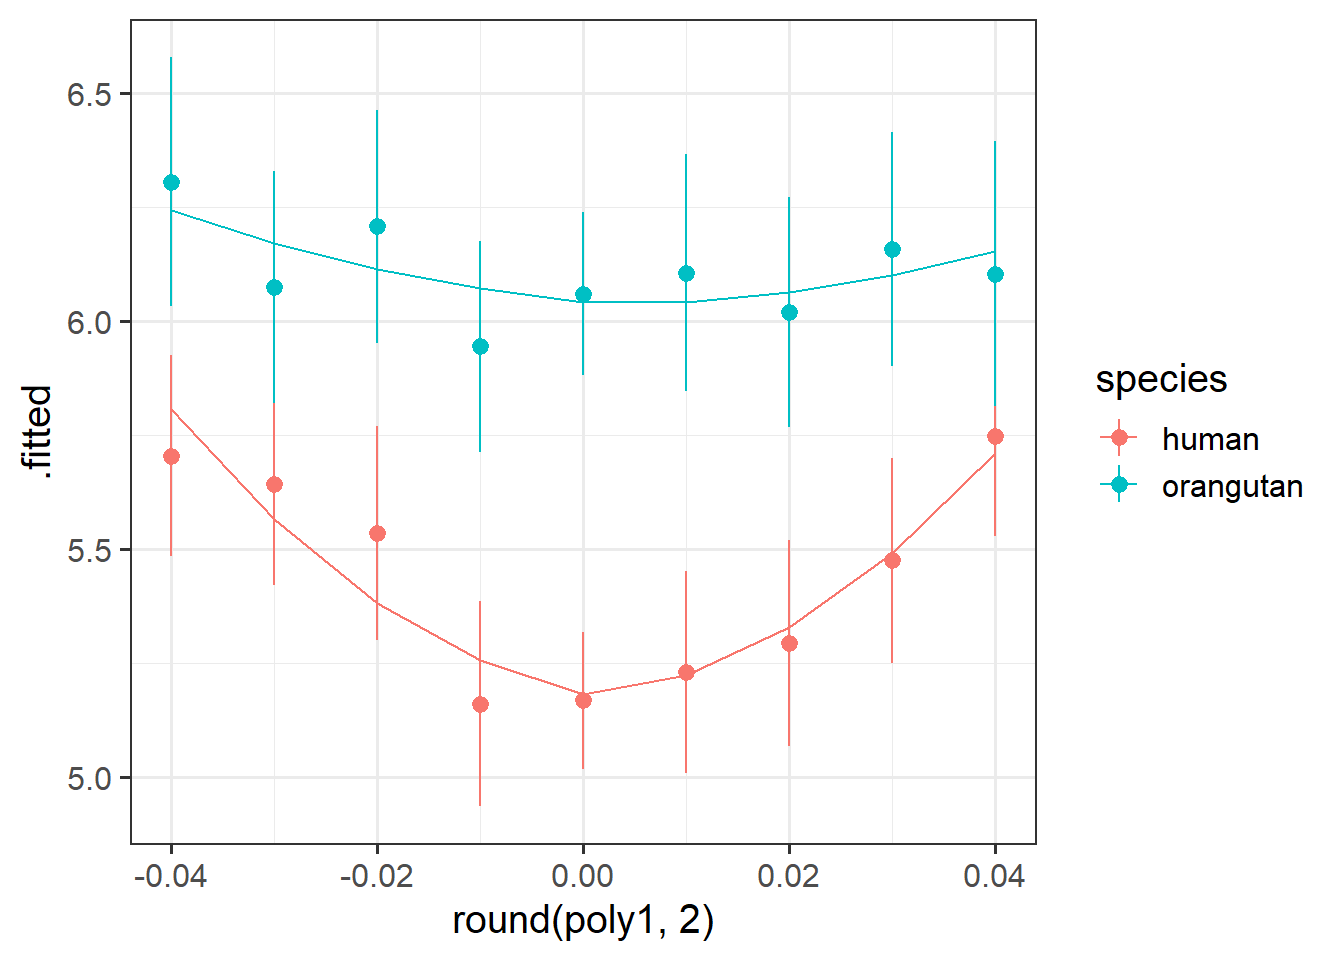 6.5
6.0
5.5
5.0
.fitted
-0.04
-0.02
0.00
0.02
0.04
round(poly1, 2)
species
human
orangutan